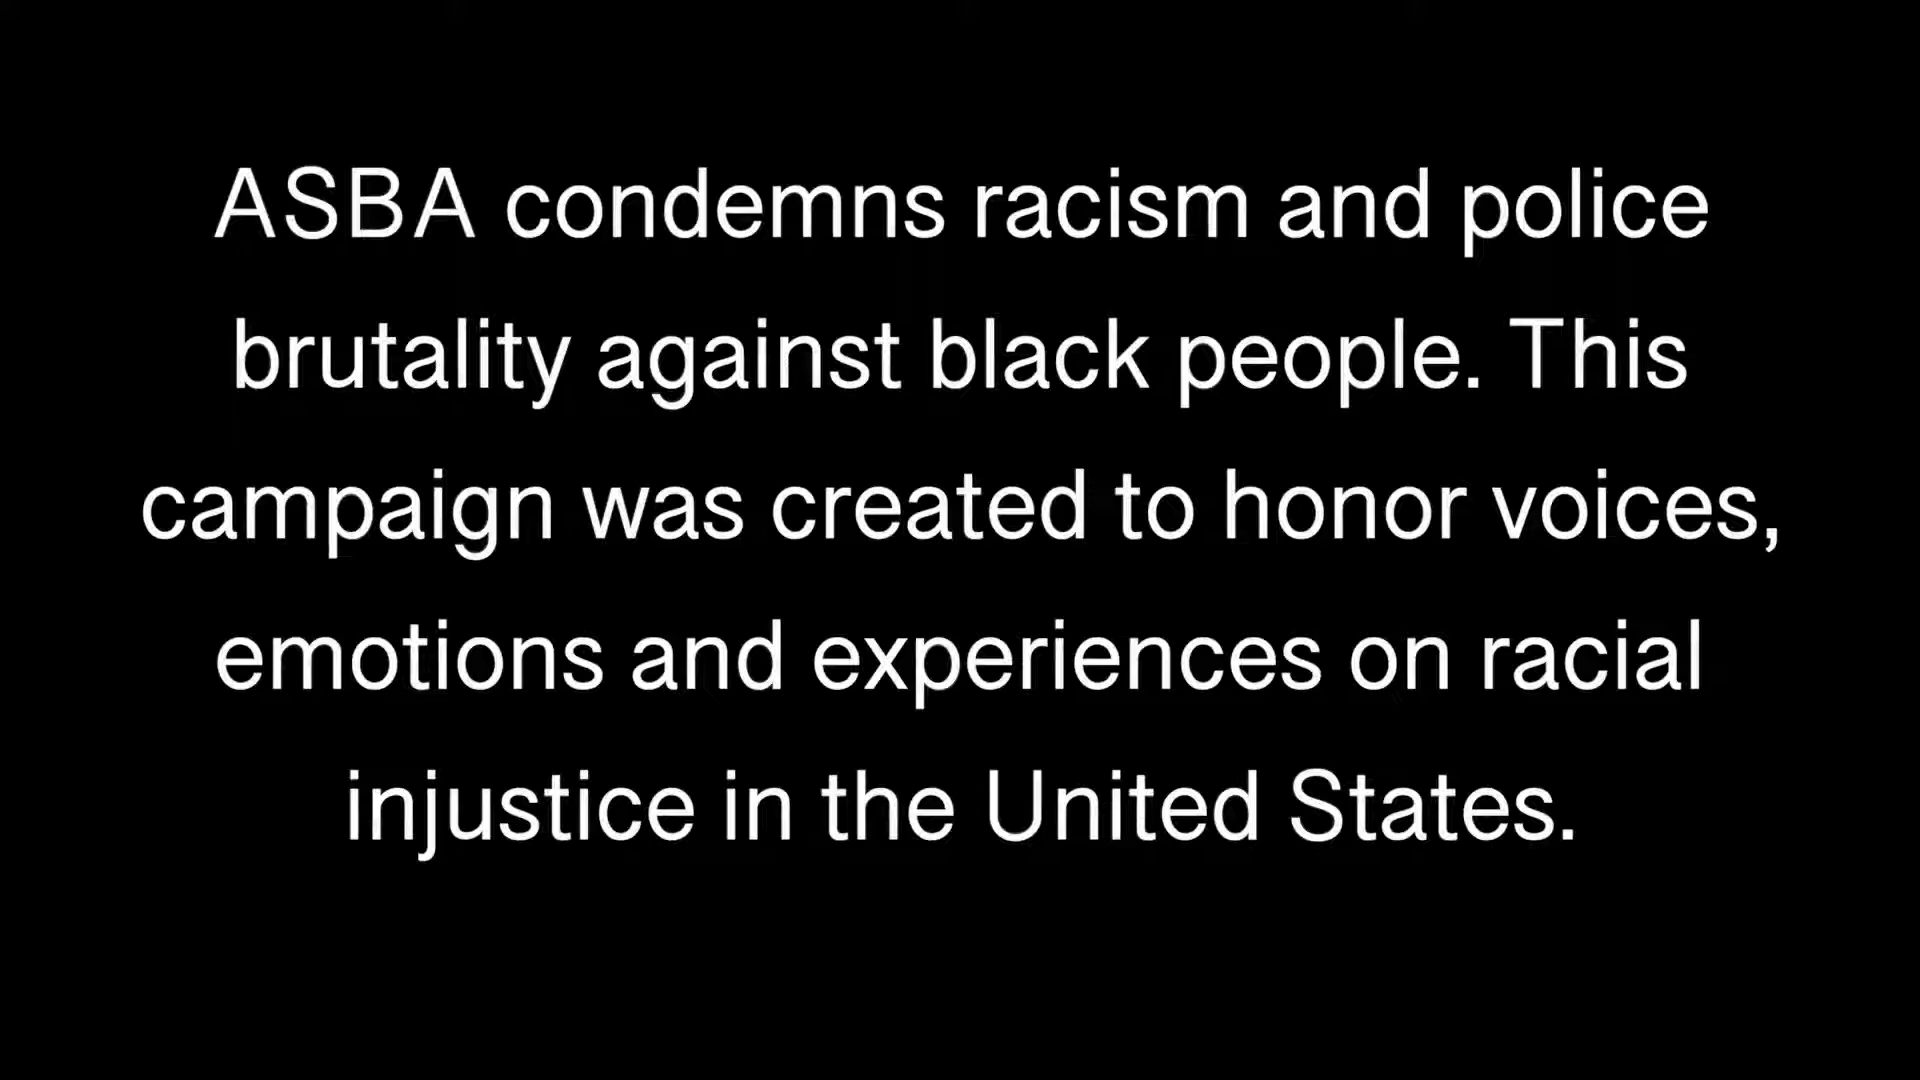 ASBA condemns racism and police
brutality against black people. This
campaign was created to honor voices,
emotions and experiences on racial
injustice in the United States.